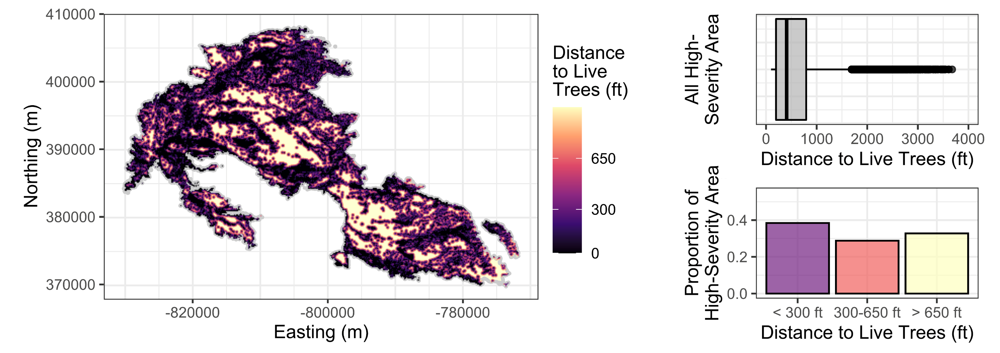 410000
400000
390000
380000
370000
Northing (m)
-820000
-800000
-780000
Easting (m)
Distance
to Live
Trees (ft)
650
300
0
All High-
Severity Area
0
1000
2000
3000
4000
Distance to Live Trees (ft)
Proportion of
High-Severity Area
0.4
0.2
0.0
< 300 ft
300-650 ft
> 650 ft
Distance to Live Trees (ft)